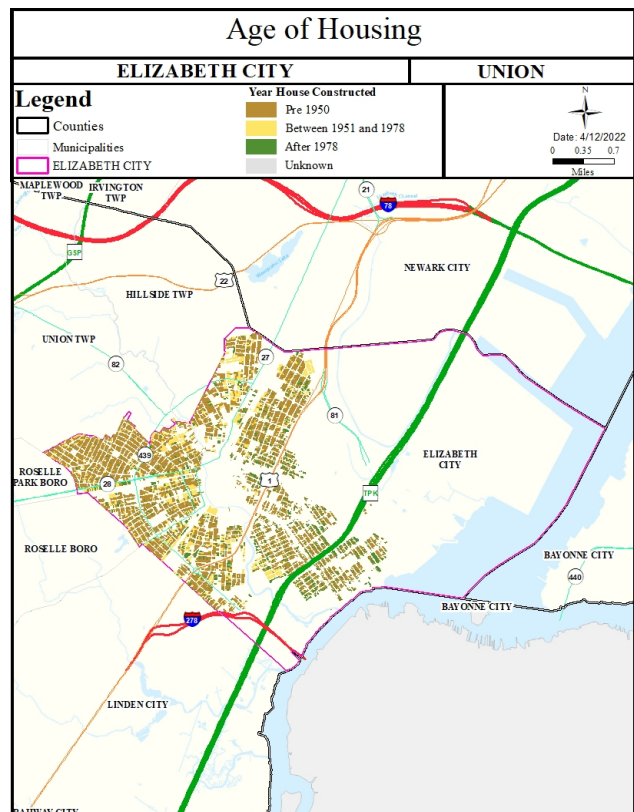 Age of Housing
ELIZABETH CITY
UNION
Legend
Counties
Municipalities
ELIZABETH CITY
Year House Constructed
Pre 1950
Between 1951 and 1978
After 1978
Unknown
N
Date: 4/12/2022
0 0.35 0.7
Miles
MAPLEWOOD
TWP
IRVINGTON
TWP
21
78
GSP
22
NEWARK CITY
HILLSIDE TWP
UNION TWP
27
82
81
439
ELIZABETH
CITY
ROSELLE
PARK BORO
28
1
TPK
ROSELLE BORO
BAYONNE CITY
440
BAYONNE CITY
278
LINDEN CITY
RAHWAY CITY